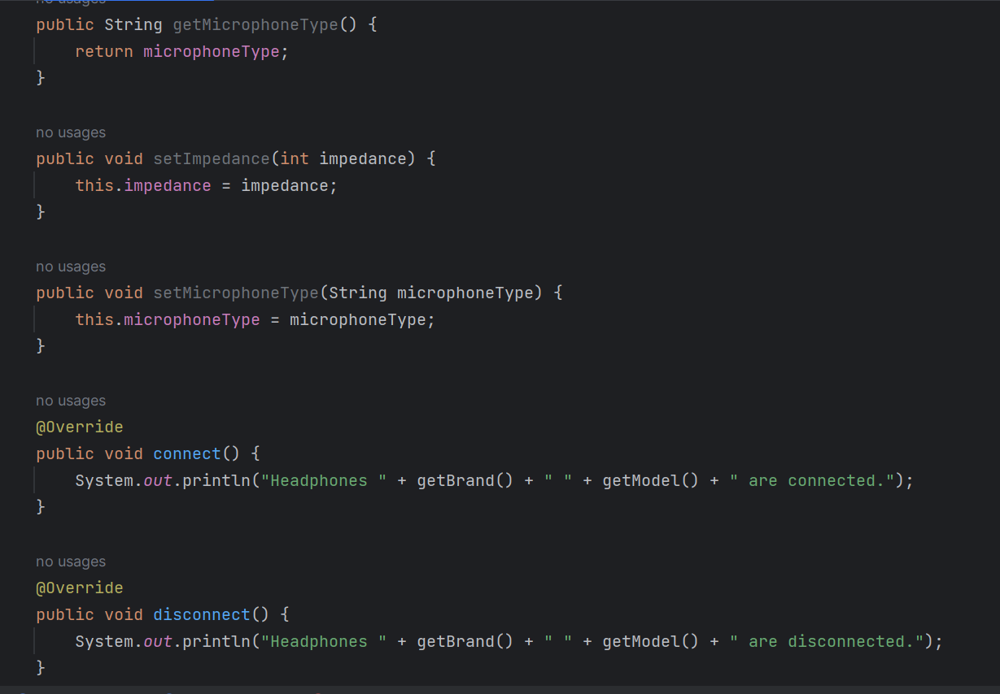 no usages
public String getMicrophoneType() {
    return microphoneType;
}
no usages
public void setImpedance(int impedance) {
    this.impedance = impedance;
}
no usages
public void setMicrophoneType(String microphoneType) {
    this.microphoneType = microphoneType;
}
no usages
@Override
public void connect() {
    System.out.println("Headphones " + getBrand() + " " + getModel() + " are connected.");
}
no usages
@Override
public void disconnect() {
    System.out.println("Headphones " + getBrand() + " " + getModel() + " are disconnected.");
}